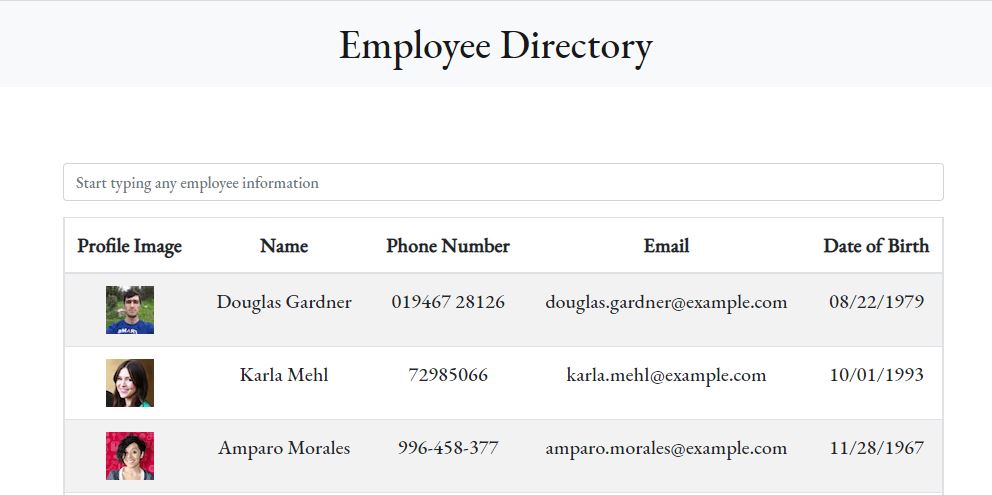 Employee Directory
Start typing any employee information
Profile Image Name Phone Number Email Date of Birth
Douglas Gardner 019467 28126 douglas.gardner@example.com 08/22/1979
Karla Mehl 72985066 karla.mehl@example.com 10/01/1993
Amparo Morales 996-458-377 amparo.morales@example.com 11/28/1967